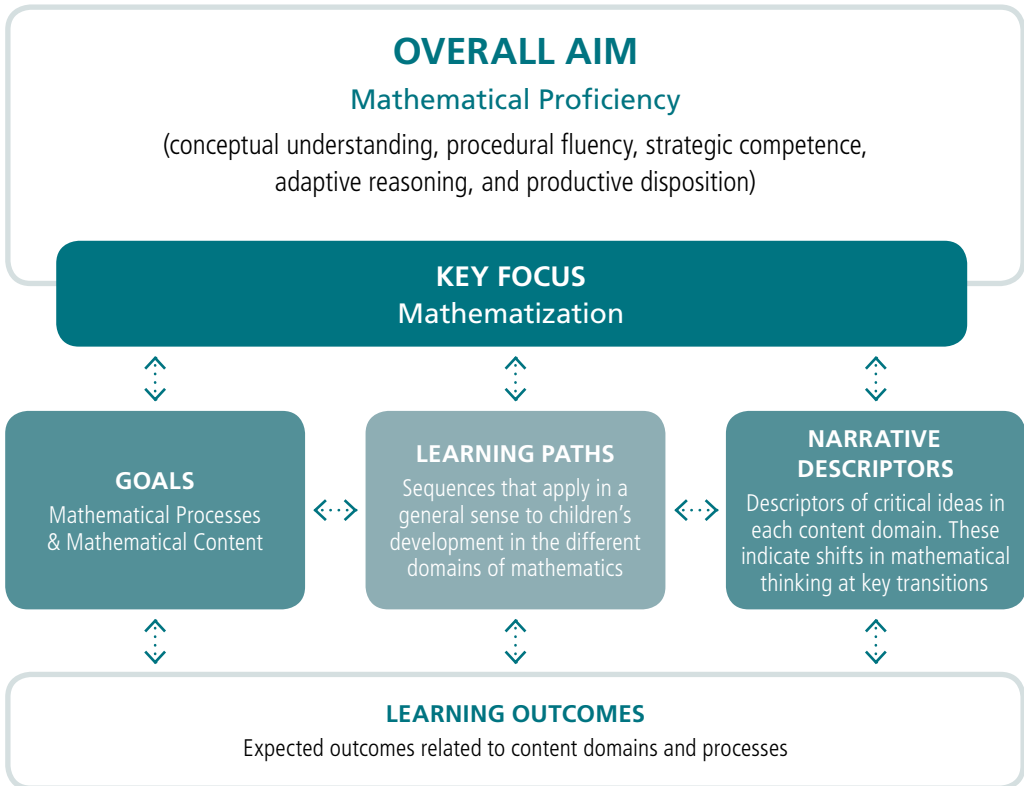 OVERALL AIM
Mathematical Proficiency
(conceptual understanding, procedural fluency, strategic competence,
adaptive reasoning, and productive disposition)
KEY FOCUS
Mathematization
GOALS
Mathematical Processes
& Mathematical Content
LEARNING PATHS
Sequences that apply in a
general sense to children’s
development in the different
domains of mathematics
NARRATIVE
DESCRIPTORS
Descriptors of critical ideas in
each content domain. These
indicate shifts in mathematical
thinking at key transitions
LEARNING OUTCOMES
Expected outcomes related to content domains and processes